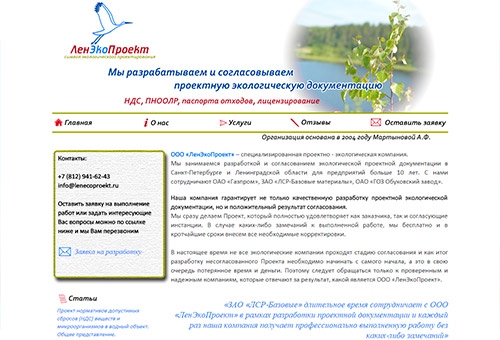 ЛенЭкоПроект
символ экологического проектирования
Мы разрабатываем и согласовываем
проектную экологическую документацию
НДС, ПНООЛР, паспорта отходов, лицензирование
Главная
О нас
Услуги
Отзывы
Оставить заявку
Организация основана в 2004 году Мартыновой А.Ф.
Контакты:
+7 (812) 941-62-43
info@lenecoproekt.ru
Оставить заявку на выполнение
работ или задать интересующие
Вас вопросы можно по ссылке
ниже и мы Вам перезвоним
Заявка на разработку
Статьи
Проект нормативов допустимых
сбросов (НДС) веществ и
микроорганизмов в водный объект.
Общие представление.
ООО «ЛенЭкоПроект» – специализированная проектно - экологическая компания.
Мы занимаемся разработкой и согласованием экологической проектной документации в
Санкт-Петербурге и Ленинградской области для предприятий больше 10 лет. С нами
сотрудничают ОАО «Газпром», ЗАО «ЛСР-Базовые материалы», ОАО «ГОЗ Обуховский завод».
Наша компания гарантирует не только качественную разработку проектной экологической
документации, но и положительный результат согласования.
Мы сразу делаем Проект, который полностью удовлетворяет как заказчика, так и согласующие
инстанции. В случае каких-либо замечаний к выполненной работе, мы бесплатно и в
кротчайшие сроки внесем все необходимые корректировки.
В настоящее время не все экологические компании проходят стадию согласования и как итог
разработку несогласованного Проекта необходимо начинать с самого начала, а это в свою
очередь потерянное время и деньги. Поэтому следует обращаться только к проверенным и
надежным компаниям, которые отвечают за результат, какой является ООО «ЛенЭкоПроект».
«ЗАО «ЛСР-Базовые» длительное время сотрудничает с ООО
«ЛенЭкоПроект» в рамках разработки проектной документации и каждый
раз наша компания получает профессионально выполненную работу без
каких-либо замечаний»